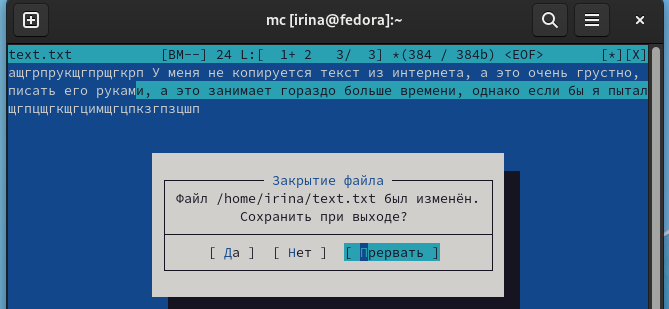 mc [irina@fedora]:~
text.txt [BM--] 24 L:[ 1+ 2 3/ 3] *(384 / 384b) <EOF> [*][X]
ащгрпрукщгпрщгкрп У меня не копируется текст из интернета, а это очень грустно,
писать его руками, а это занимает гораздо больше времени, однако если бы я пытал
щгпцщгкщгцимщгцпкзгпзцшп
Закрытие файла
Файл /home/irina/text.txt был изменён.
Сохранить при выходе?
[ Да ] [ Нет ] [ Прервать ]